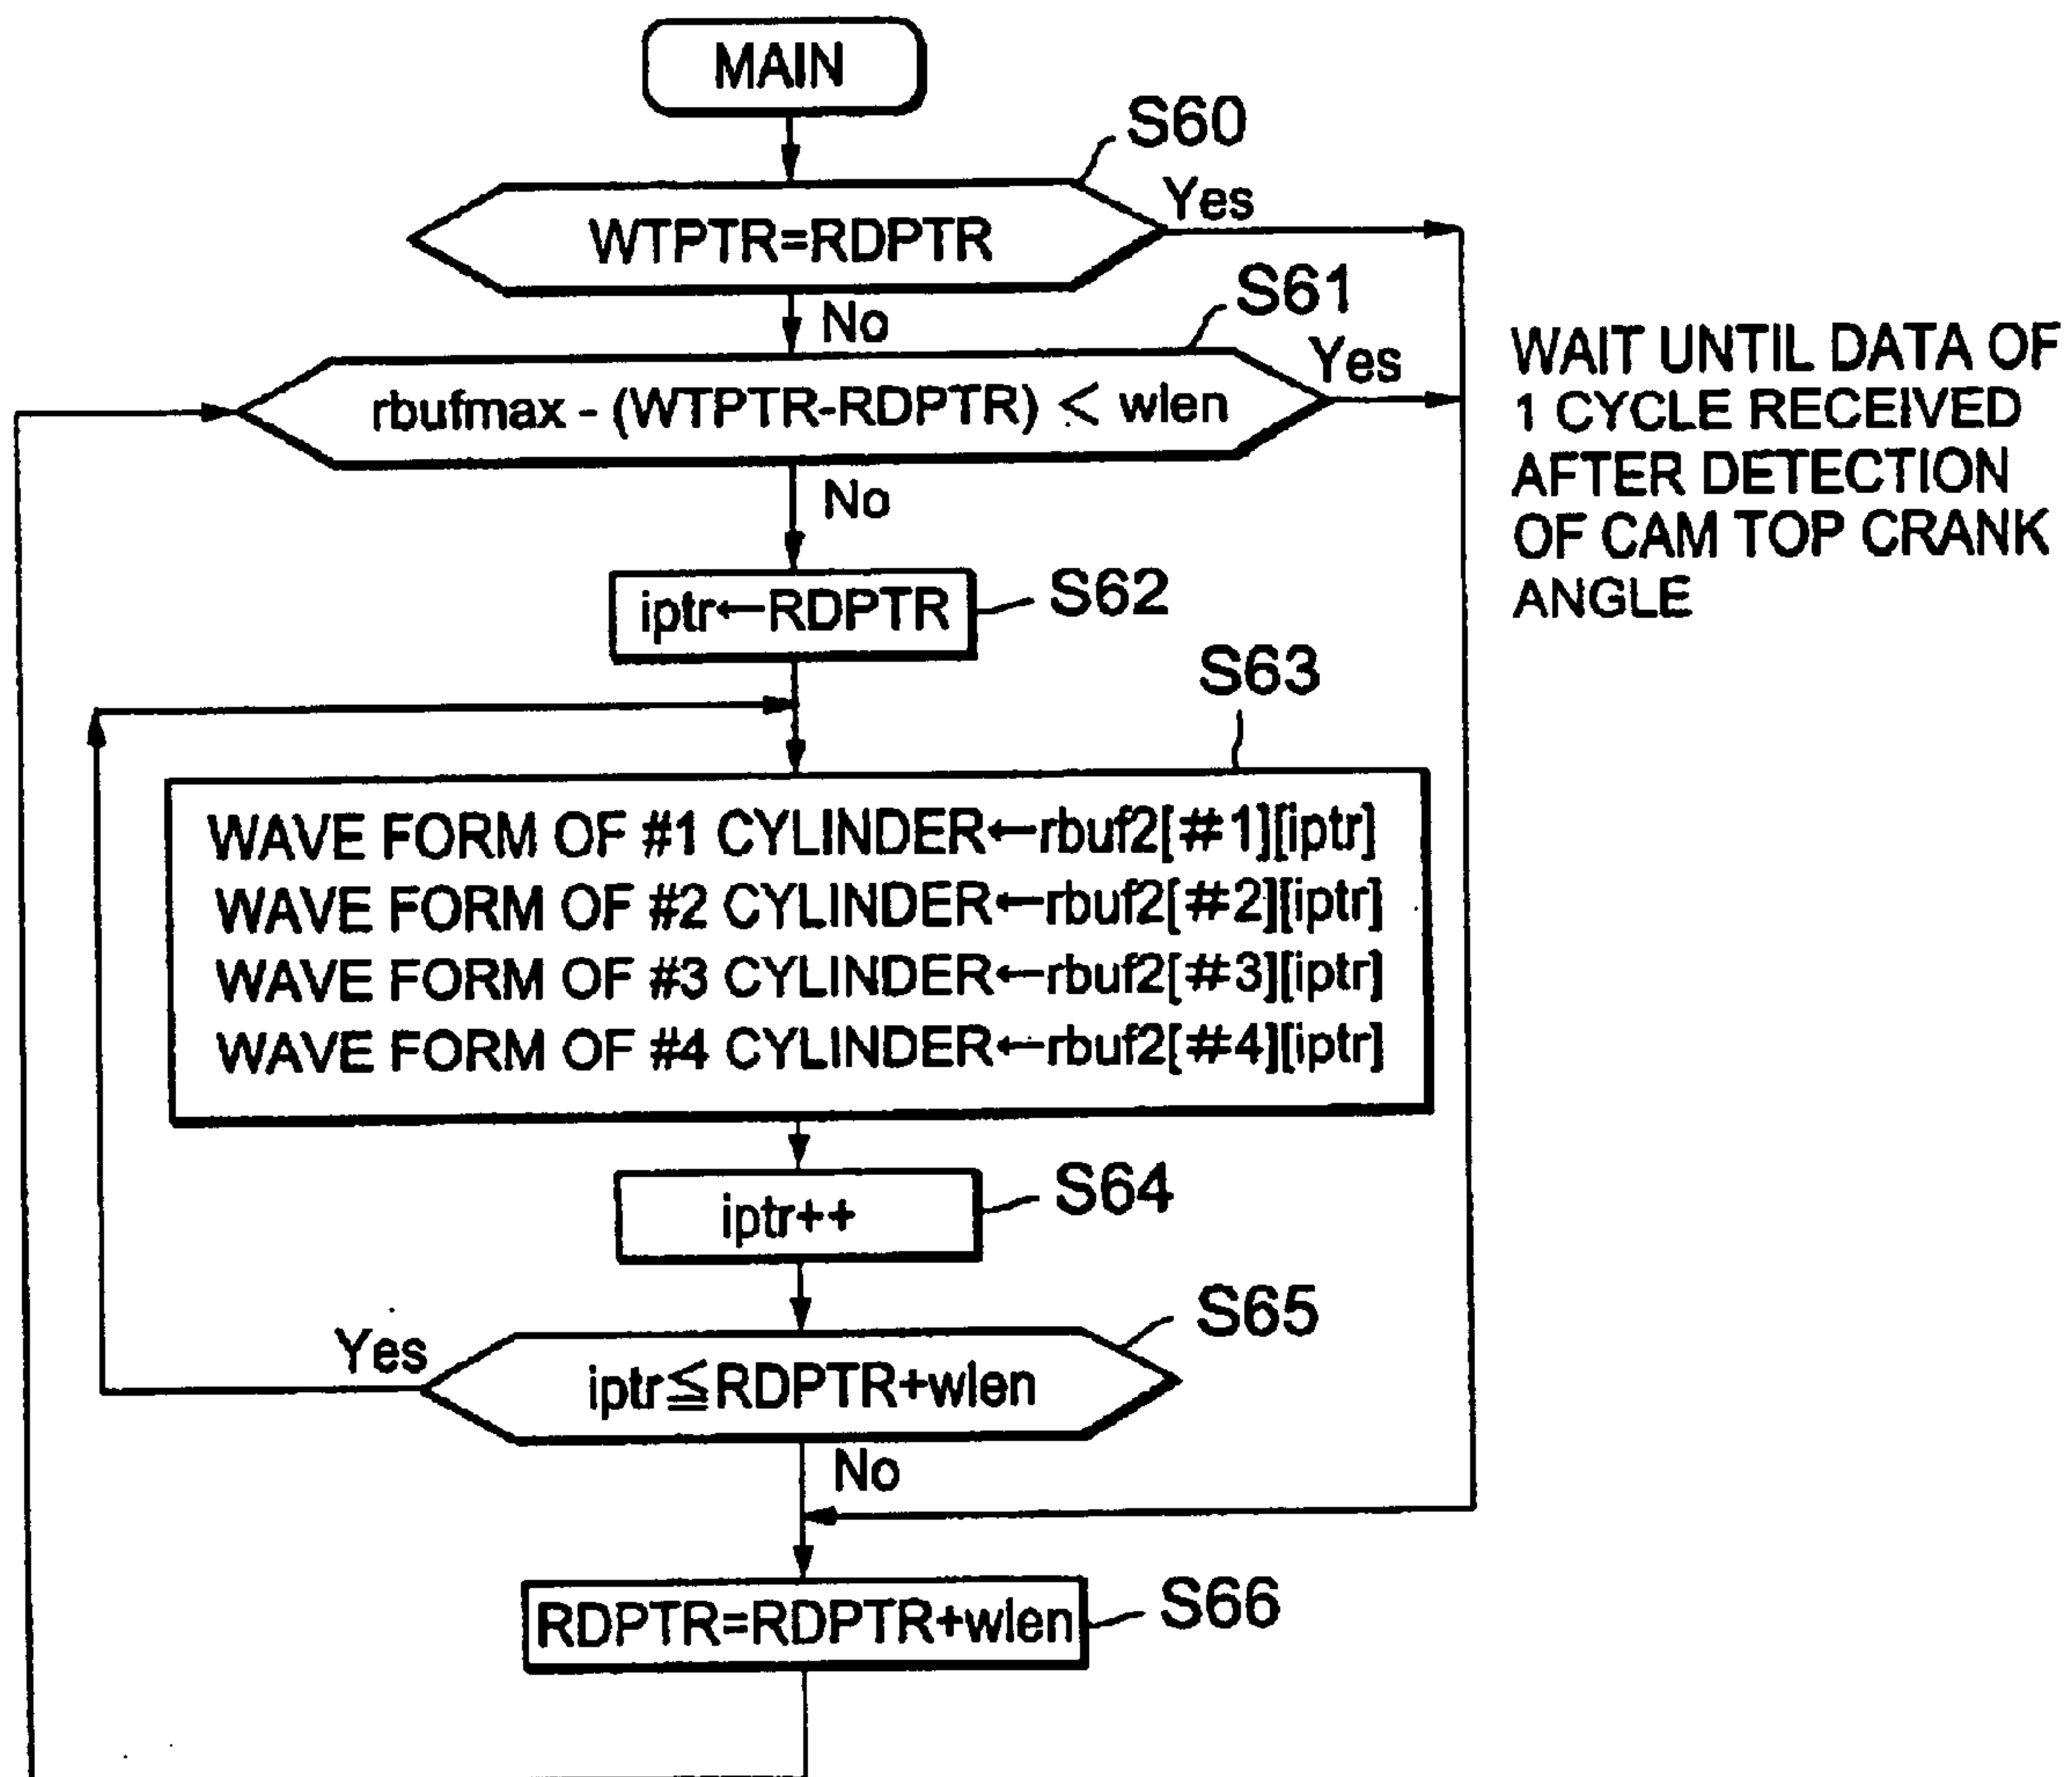 MAIN
S60
WTPTR=RDPTR
Yes
No
S61
rbufmax - (WTPTR-RDPTR) < wlen
Yes
WAIT UNTIL DATA OF
1 CYCLE RECEIVED
AFTER DETECTION
OF CAM TOP CRANK
ANGLE
No
iptr←RDPTR
S62
S63
WAVE FORM OF #1 CYLINDER←rbuf2[#1][iptr]
WAVE FORM OF #2 CYLINDER←rbuf2[#2][iptr]
WAVE FORM OF #3 CYLINDER←rbuf2[#3][iptr]
WAVE FORM OF #4 CYLINDER←rbuf2[#4][iptr]
iptr++
S64
S65
Yes
iptr≦RDPTR+wlen
No
RDPTR=RDPTR+wlen
S66